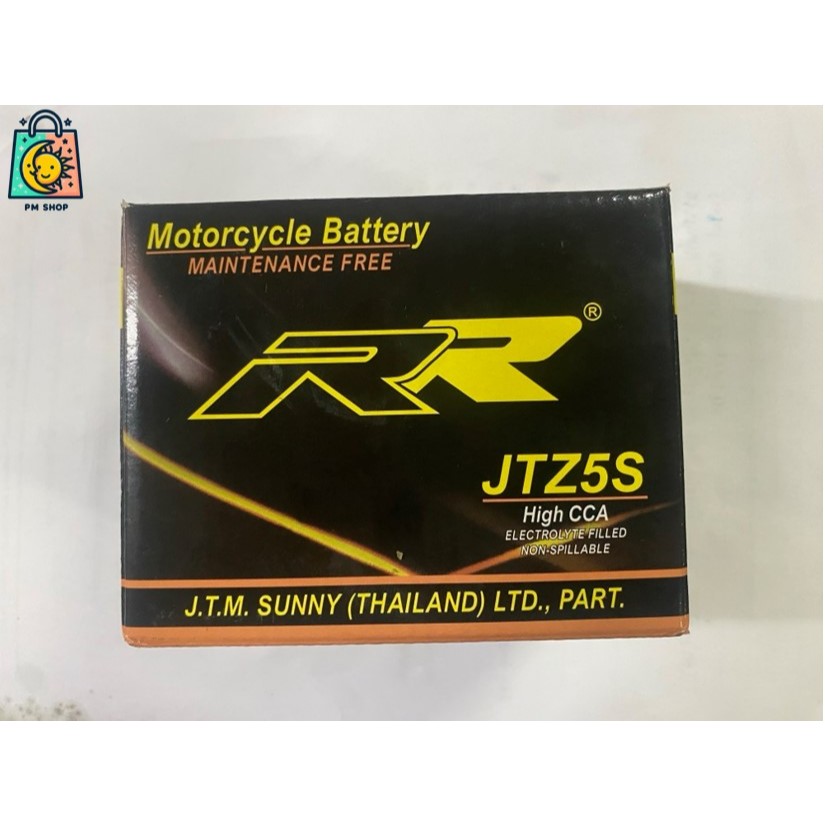 PM SHOP
Motorcycle Battery
MAINTENANCE FREE
RR®
JTZ5S
High CCA
ELECTROLYTE FILLED
NON-SPILLABLE
J.T.M. SUNNY (THAILAND) LTD., PART.